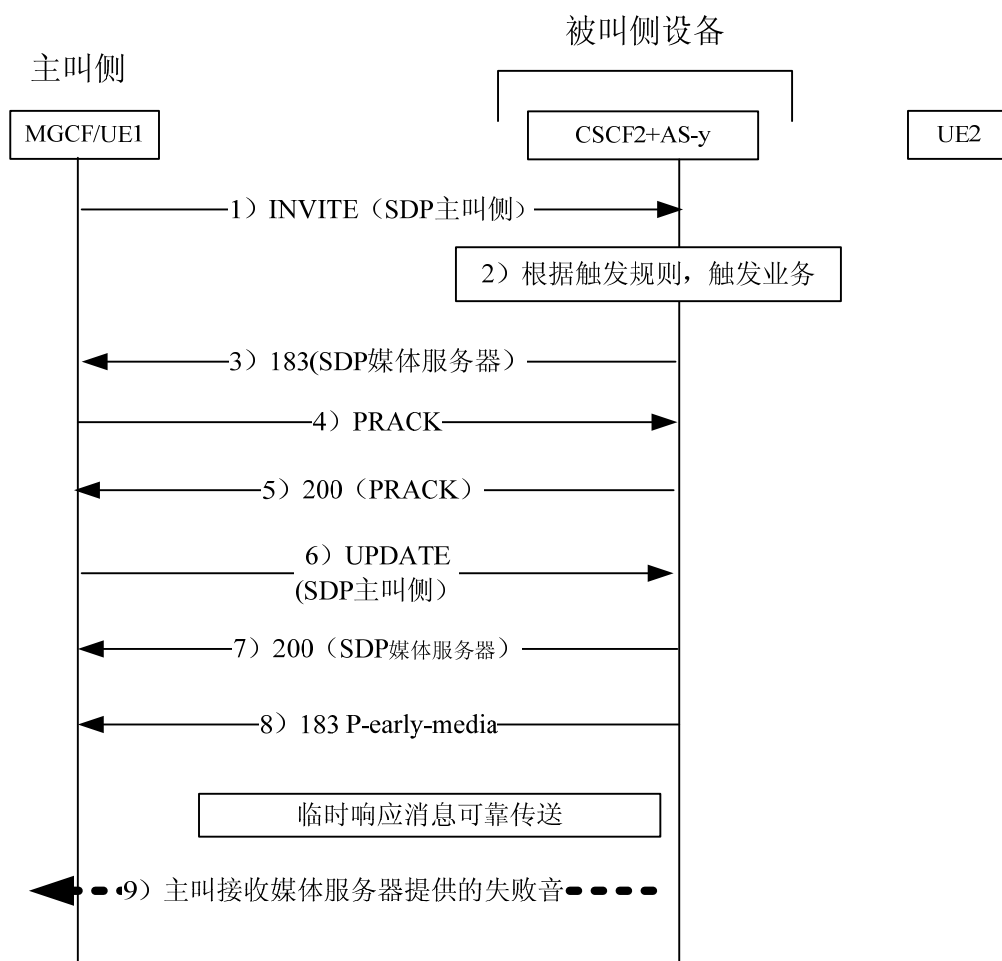 被叫侧设备
主叫侧
MGCF/UE1
CSCF2+AS-y
UE2
1）INVITE（SDP主叫侧）
2）根据触发规则，触发业务
3）183(SDP媒体服务器）
4）PRACK
5）200（PRACK）
6）UPDATE
(SDP主叫侧）
7）200（SDP媒体服务器）
8）183 P-early-media
临时响应消息可靠传送
9）主叫接收媒体服务器提供的失败音